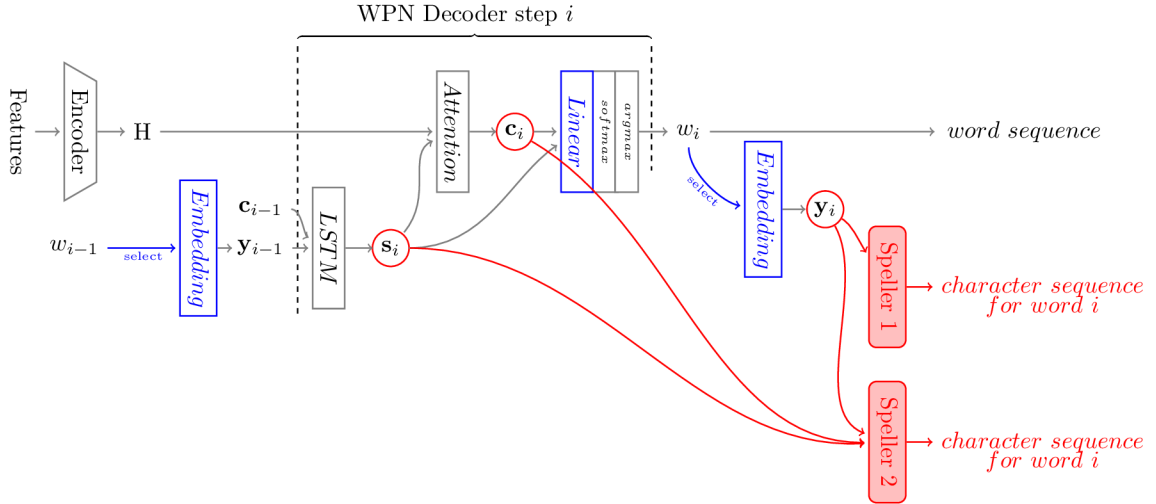 WPN Decoder step i
Features
Encoder
H
Attention
c_i
Linear
softmax
argmax
w_i
word sequence
select
Embedding
y_i
w_{i−1}
select
Embedding
c_{i−1}
y_{i−1}
LSTM
s_i
Speller 1
character sequence
for word i
Speller 2
character sequence
for word i